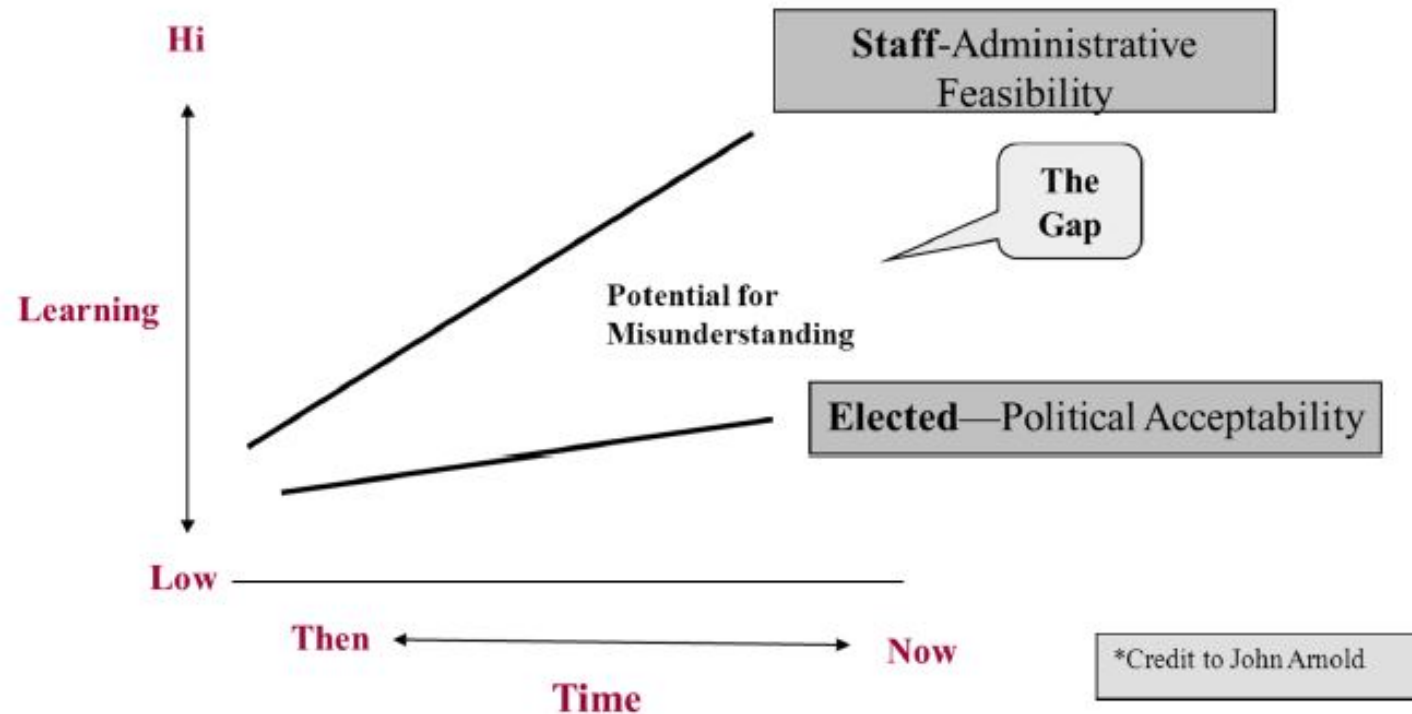 Hi
Staff-Administrative
Feasibility
The
Gap
Learning
Potential for
Misunderstanding
Elected—Political Acceptability
Low
Then
Now
Time
*Credit to John Arnold